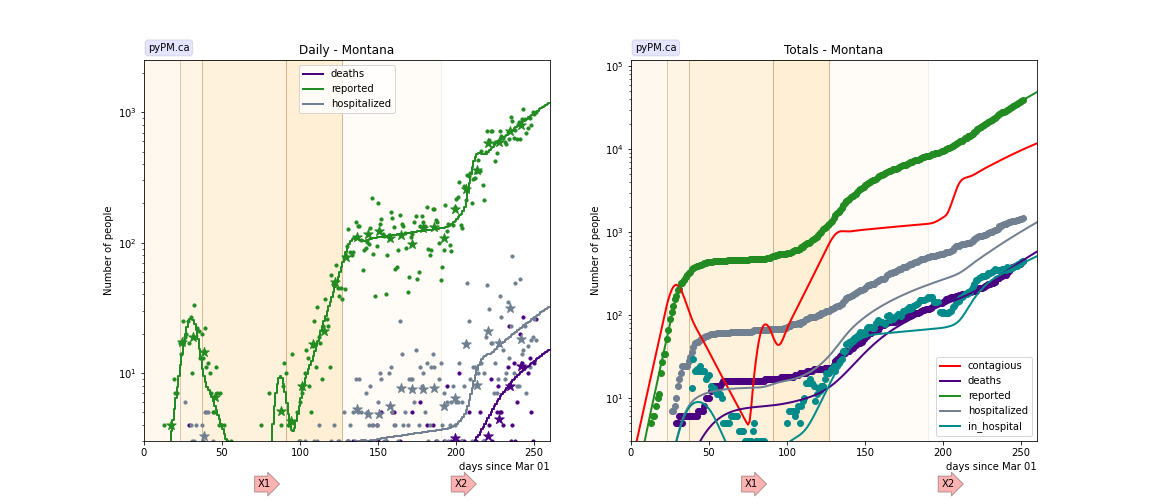 pyPM.ca
Daily - Montana
Number of people
10³
10²
10¹
deaths
reported
hospitalized
0
50
100
150
200
250
days since Mar 01
X1
X2
pyPM.ca
Totals - Montana
Number of people
10⁵
10⁴
10³
10²
10¹
contagious
deaths
reported
hospitalized
in_hospital
0
50
100
150
200
250
days since Mar 01
X1
X2